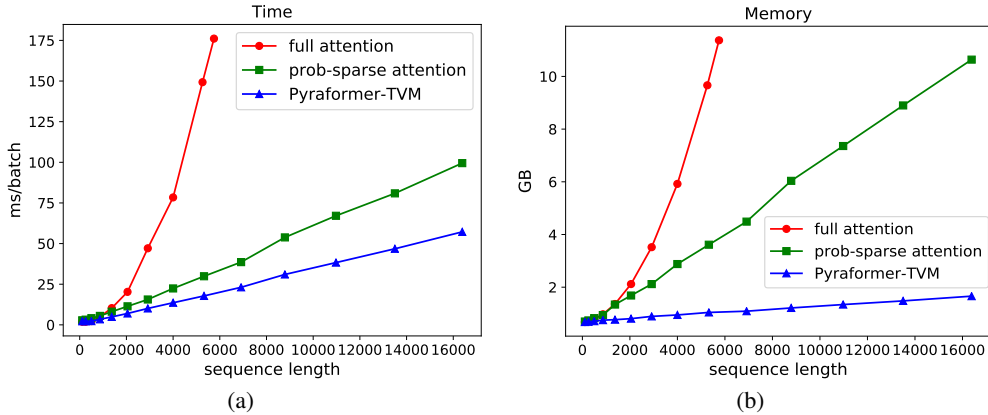 Time
175
150
125
100
75
50
25
0
ms/batch
full attention
prob-sparse attention
Pyraformer-TVM
0 2000 4000 6000 8000 10000 12000 14000 16000
sequence length
(a)
Memory
10
8
6
4
2
GB
full attention
prob-sparse attention
Pyraformer-TVM
0 2000 4000 6000 8000 10000 12000 14000 16000
sequence length
(b)